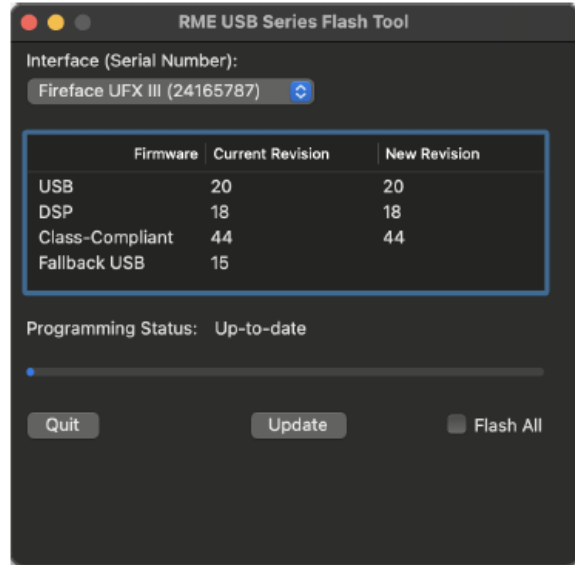 RME USB Series Flash Tool
Interface (Serial Number):
Fireface UFX III (24165787)
Firmware Current Revision New Revision
USB 20 20
DSP 18 18
Class-Compliant 44 44
Fallback USB 15
Programming Status: Up-to-date
Quit Update Flash All